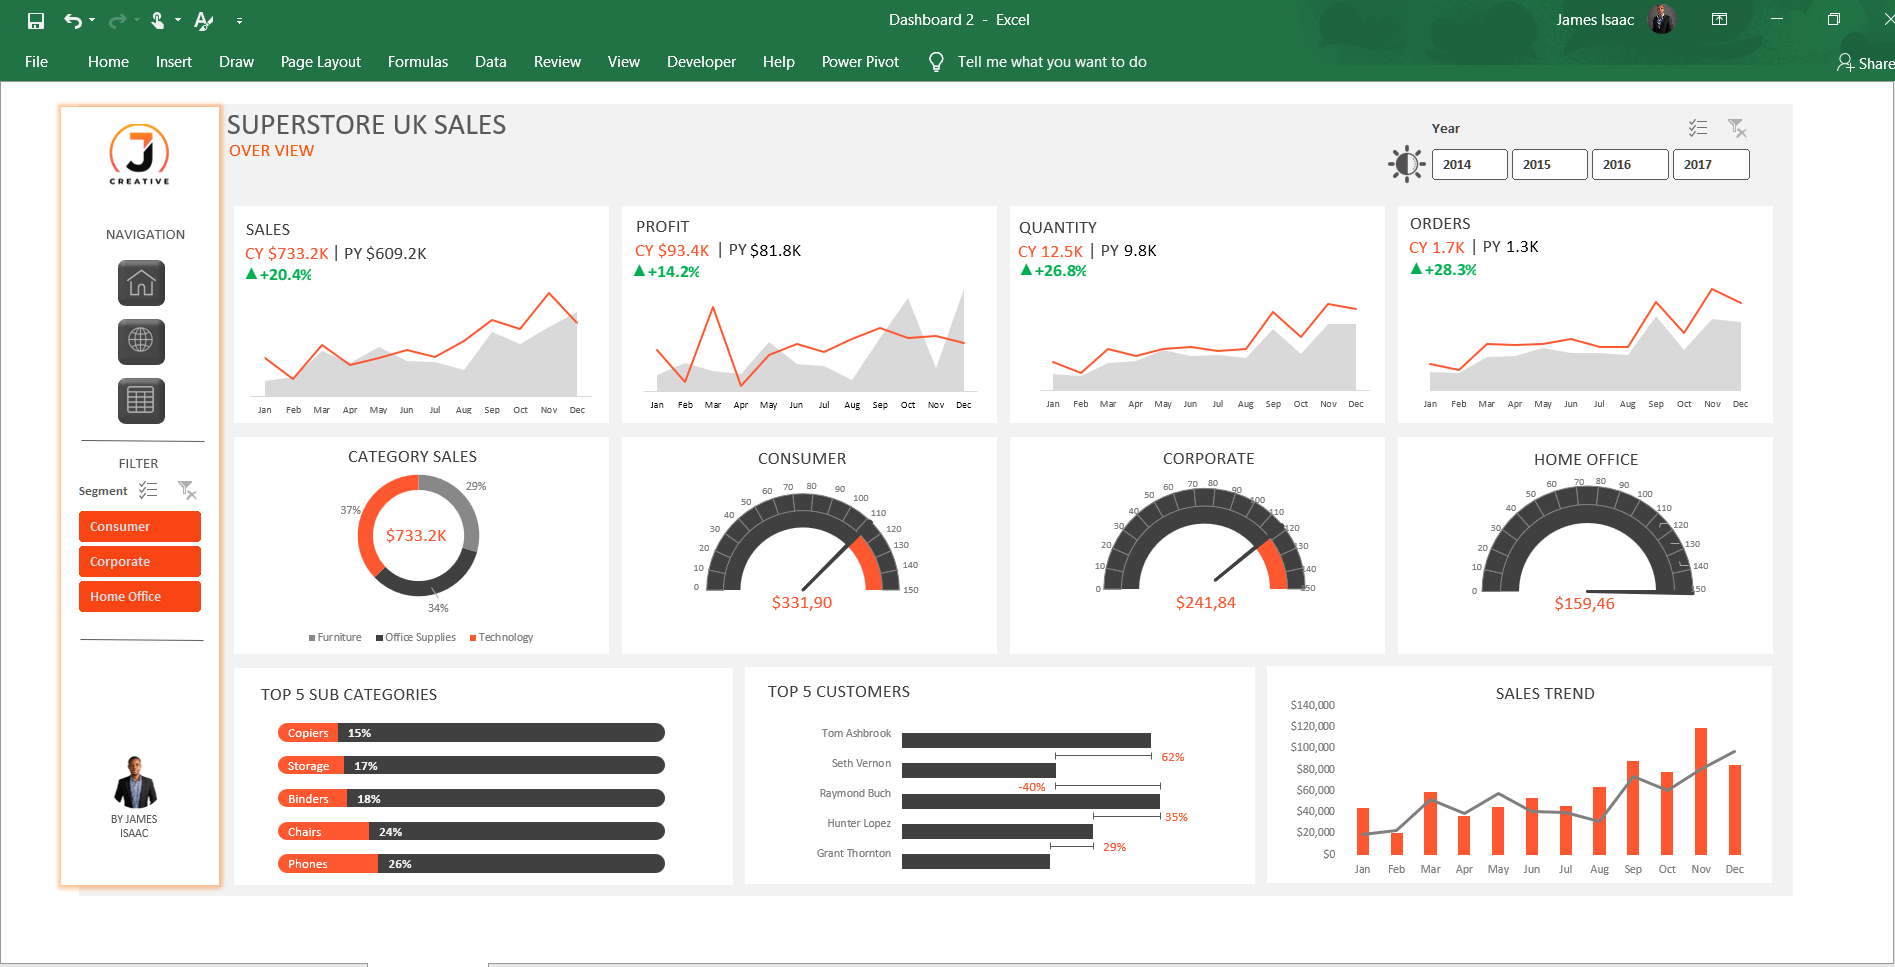 Dashboard 2 - Excel
James Isaac
File Home Insert Draw Page Layout Formulas Data Review View Developer Help Power Pivot Tell me what you want to do
Share
J
CREATIVE
SUPERSTORE UK SALES
OVER VIEW
Year
2014 2015 2016 2017
NAVIGATION
FILTER
Segment
Consumer
Corporate
Home Office
BY JAMES
ISAAC
SALES
CY $733.2K | PY $609.2K
▲+20.4%
Jan Feb Mar Apr May Jun Jul Aug Sep Oct Nov Dec
PROFIT
CY $93.4K | PY $81.8K
▲+14.2%
Jan Feb Mar Apr May Jun Jul Aug Sep Oct Nov Dec
QUANTITY
CY 12.5K | PY 9.8K
▲+26.8%
Jan Feb Mar Apr May Jun Jul Aug Sep Oct Nov Dec
ORDERS
CY 1.7K | PY 1.3K
▲+28.3%
Jan Feb Mar Apr May Jun Jul Aug Sep Oct Nov Dec
CATEGORY SALES
29%
37%
$733.2K
34%
Furniture Office Supplies Technology
CONSUMER
0 10 20 30 40 50 60 70 80 90 100 110 120 130 140 150
$331,90
CORPORATE
0 10 20 30 40 50 60 70 80 90 100 110 120 130 140 150
$241,84
HOME OFFICE
0 10 20 30 40 50 60 70 80 90 100 110 120 130 140 150
$159,46
TOP 5 SUB CATEGORIES
Copiers 15%
Storage 17%
Binders 18%
Chairs 24%
Phones 26%
TOP 5 CUSTOMERS
Tom Ashbrook
62%
Seth Vernon
-40%
Raymond Buch
35%
Hunter Lopez
29%
Grant Thornton
SALES TREND
$140,000
$120,000
$100,000
$80,000
$60,000
$40,000
$20,000
$0
Jan Feb Mar Apr May Jun Jul Aug Sep Oct Nov Dec